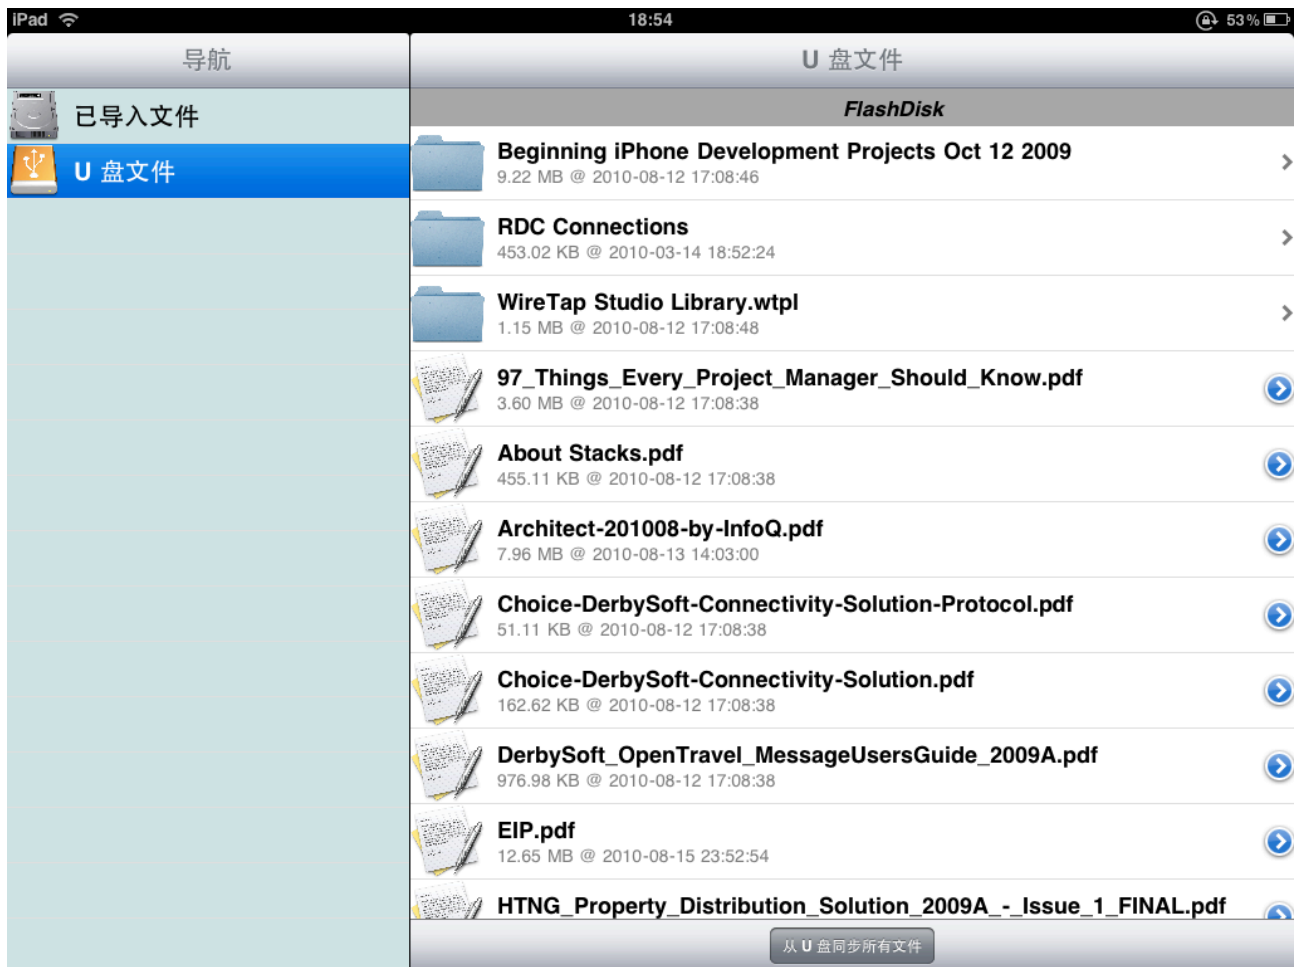 iPad 18:54 53%
导航
已导入文件
U 盘文件
U 盘文件
FlashDisk
Beginning iPhone Development Projects Oct 12 2009
9.22 MB @ 2010-08-12 17:08:46
RDC Connections
453.02 KB @ 2010-03-14 18:52:24
WireTap Studio Library.wtpl
1.15 MB @ 2010-08-12 17:08:48
97_Things_Every_Project_Manager_Should_Know.pdf
3.60 MB @ 2010-08-12 17:08:38
About Stacks.pdf
455.11 KB @ 2010-08-12 17:08:38
Architect-201008-by-InfoQ.pdf
7.96 MB @ 2010-08-13 14:03:00
Choice-DerbySoft-Connectivity-Solution-Protocol.pdf
51.11 KB @ 2010-08-12 17:08:38
Choice-DerbySoft-Connectivity-Solution.pdf
162.62 KB @ 2010-08-12 17:08:38
DerbySoft_OpenTravel_MessageUsersGuide_2009A.pdf
976.98 KB @ 2010-08-12 17:08:38
EIP.pdf
12.65 MB @ 2010-08-15 23:52:54
HTNG_Property_Distribution_Solution_2009A_-_Issue_1_FINAL.pdf
从 U 盘同步所有文件